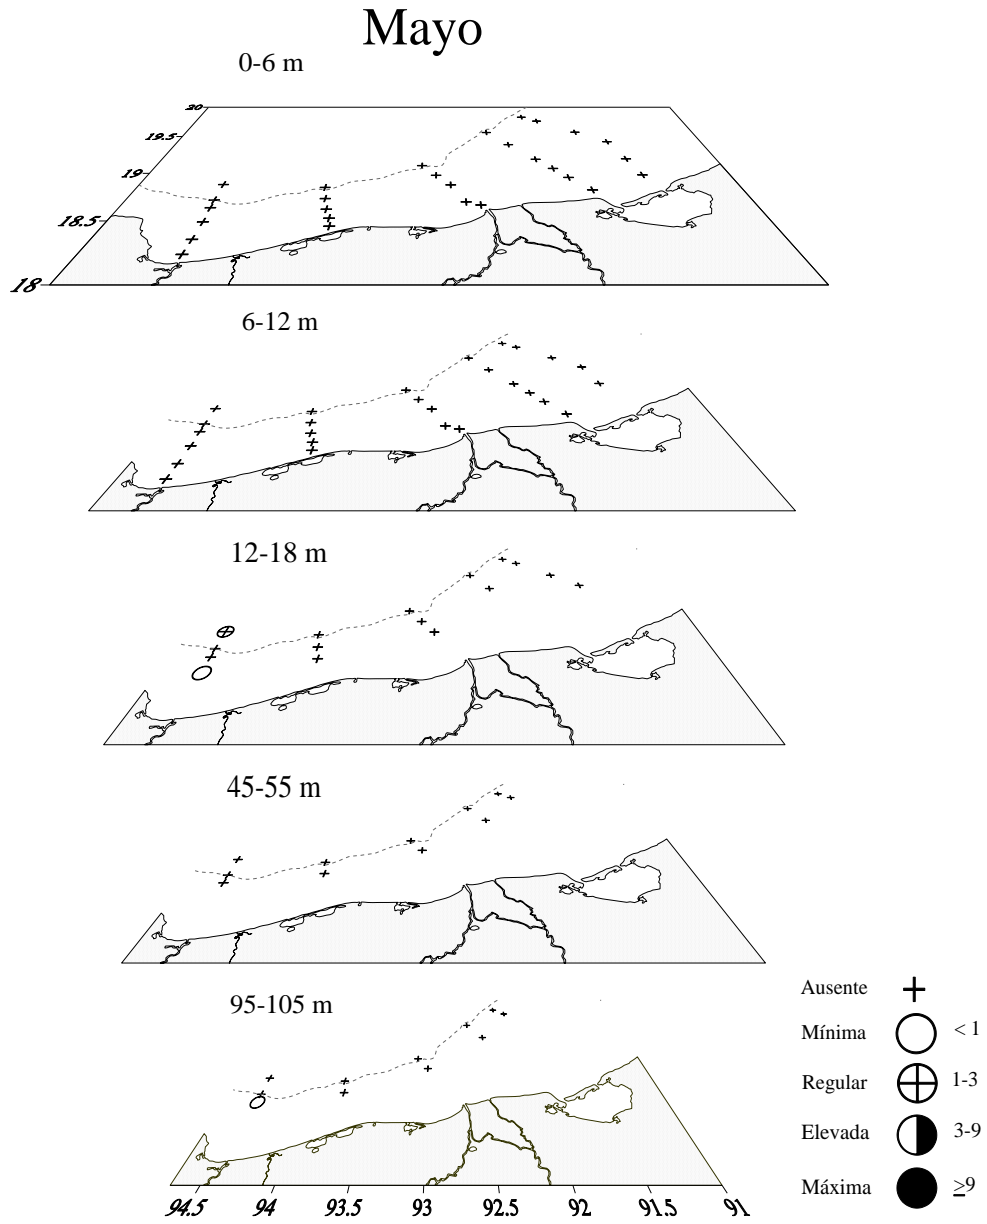 Mayo
0-6 m
20
19.5
19
18.5
18
6-12 m
12-18 m
45-55 m
95-105 m
Ausente
Mínima < 1
Regular 1-3
Elevada 3-9
Máxima ≥9
94.5 94 93.5 93 92.5 92 91.5 91